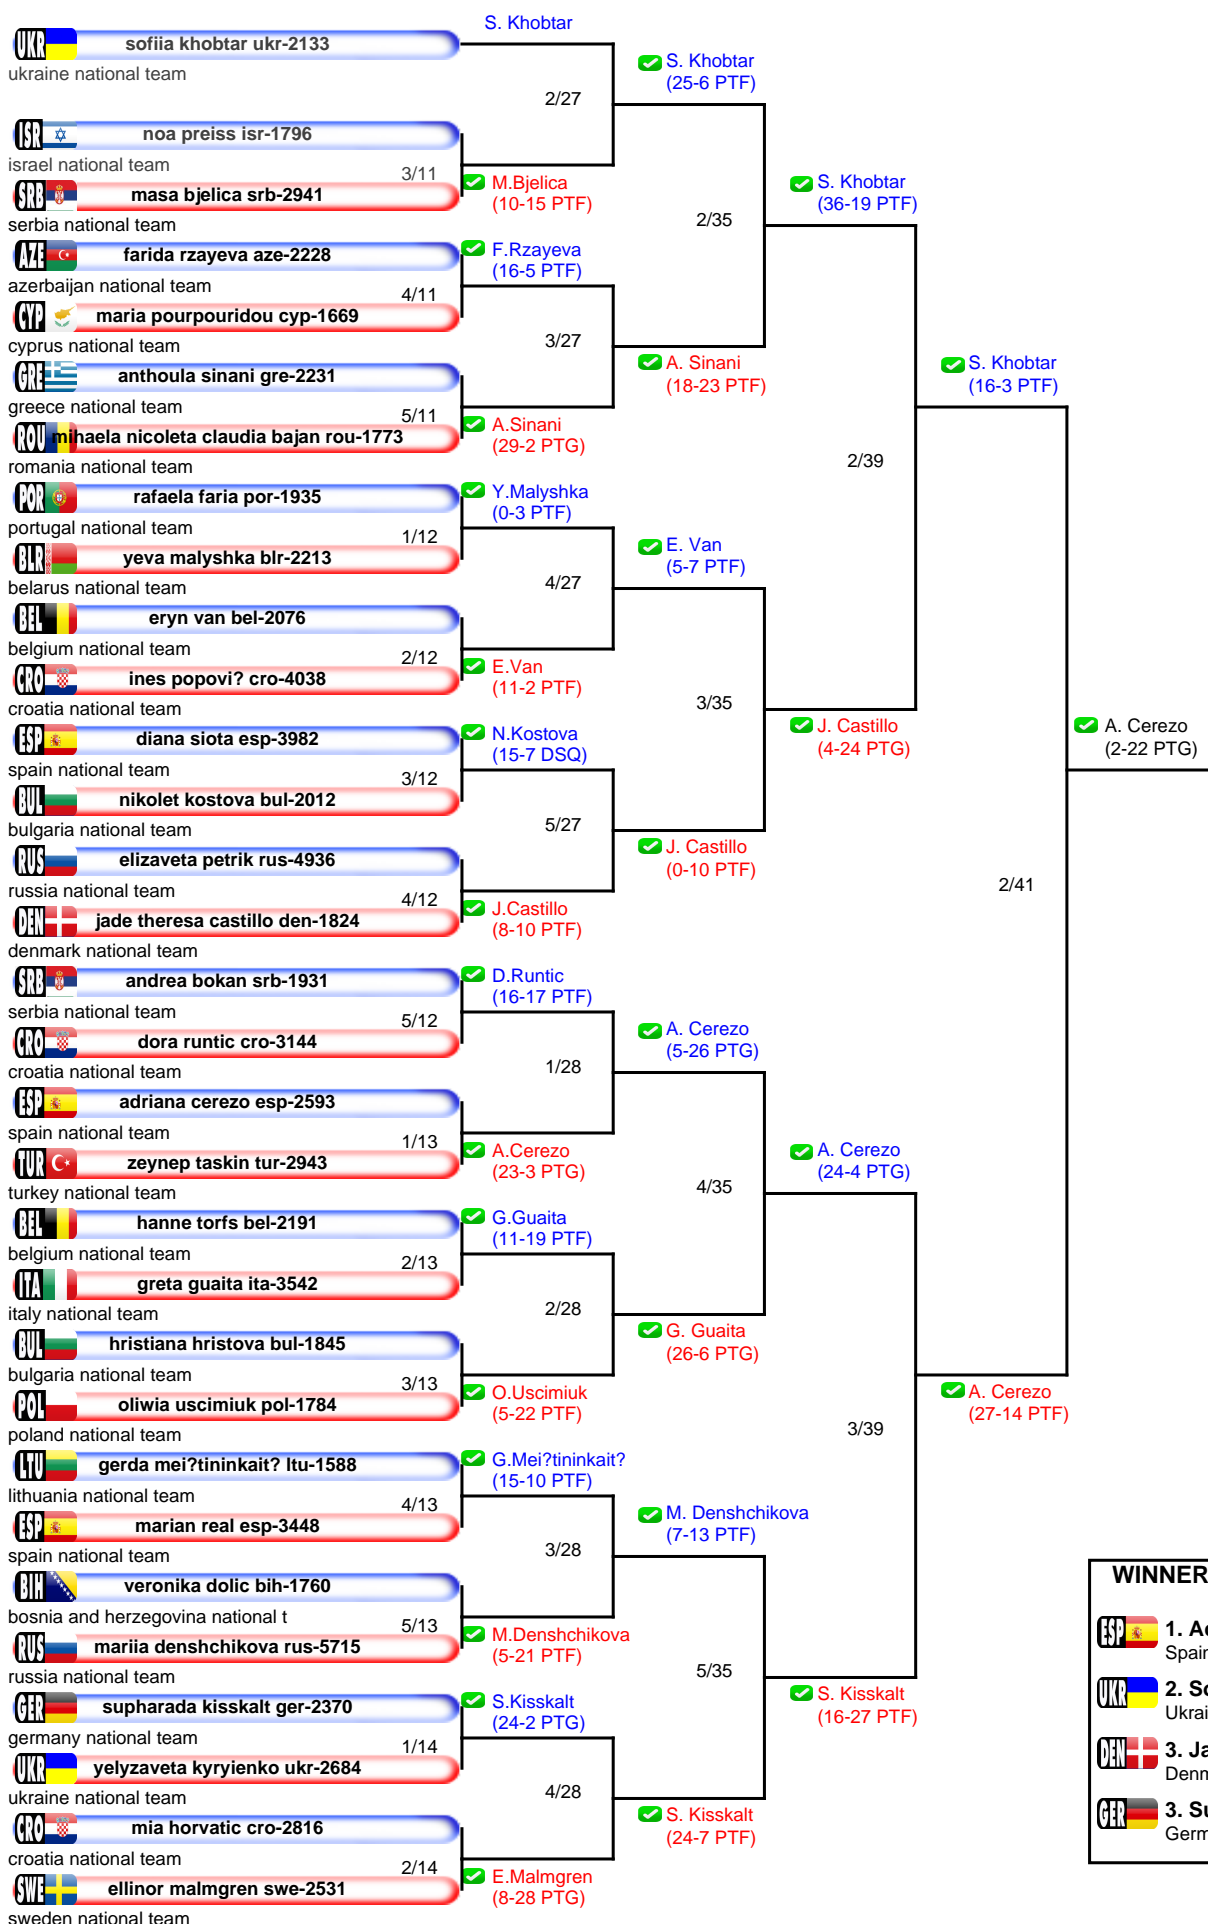 S. Khobtar
UKR sofiia khobtar ukr-2133
ukraine national team
S. Khobtar
(25-6 PTF)
2/27
ISR noa preiss isr-1796
israel national team
3/11
SRB masa bjelica srb-2941
serbia national team
M.Bjelica
(10-15 PTF)
S. Khobtar
(36-19 PTF)
2/35
AZE farida rzayeva aze-2228
azerbaijan national team
F.Rzayeva
(16-5 PTF)
4/11
CYP maria pourpouridou cyp-1669
cyprus national team
3/27
A. Sinani
(18-23 PTF)
GRE anthoula sinani gre-2231
greece national team
5/11
ROU mihaela nicoleta claudia bajan rou-1773
romania national team
A.Sinani
(29-2 PTG)
S. Khobtar
(16-3 PTF)
2/39
POR rafaela faria por-1935
portugal national team
Y.Malyshka
(0-3 PTF)
1/12
BLR yeva malyshka blr-2213
belarus national team
E. Van
(5-7 PTF)
4/27
BEL eryn van bel-2076
belgium national team
2/12
CRO ines popovi? cro-4038
croatia national team
E.Van
(11-2 PTF)
3/35
J. Castillo
(4-24 PTG)
ESP diana siota esp-3982
spain national team
N.Kostova
(15-7 DSQ)
3/12
BUL nikolet kostova bul-2012
bulgaria national team
A. Cerezo
(2-22 PTG)
5/27
J. Castillo
(0-10 PTF)
RUS elizaveta petrik rus-4936
russia national team
4/12
DEN jade theresa castillo den-1824
denmark national team
J.Castillo
(8-10 PTF)
2/41
SRB andrea bokan srb-1931
serbia national team
D.Runtic
(16-17 PTF)
5/12
CRO dora runtic cro-3144
croatia national team
A. Cerezo
(5-26 PTG)
1/28
ESP adriana cerezo esp-2593
spain national team
1/13
TUR zeynep taskin tur-2943
turkey national team
A.Cerezo
(23-3 PTG)
A. Cerezo
(24-4 PTG)
4/35
BEL hanne torfs bel-2191
belgium national team
G.Guaita
(11-19 PTF)
2/13
ITA greta guaita ita-3542
italy national team
2/28
G. Guaita
(26-6 PTG)
BUL hristiana hristova bul-1845
bulgaria national team
3/13
POL oliwia uscimiuk pol-1784
poland national team
O.Uscimiuk
(5-22 PTF)
A. Cerezo
(27-14 PTF)
3/39
LTU gerda mei?tininkait? ltu-1588
lithuania national team
G.Mei?tininkait?
(15-10 PTF)
4/13
ESP marian real esp-3448
spain national team
M. Denshchikova
(7-13 PTF)
3/28
BIH veronika dolic bih-1760
bosnia and herzegovina national t
5/13
RUS mariia denshchikova rus-5715
russia national team
M.Denshchikova
(5-21 PTF)
5/35
S. Kisskalt
(16-27 PTF)
GER supharada kisskalt ger-2370
germany national team
S.Kisskalt
(24-2 PTG)
1/14
UKR yelyzaveta kyryienko ukr-2684
ukraine national team
4/28
S. Kisskalt
(24-7 PTF)
CRO mia horvatic cro-2816
croatia national team
2/14
SWE ellinor malmgren swe-2531
sweden national team
E.Malmgren
(8-28 PTG)
WINNER
ESP 1. A
Spain
UKR 2. So
Ukrai
DEN 3. Ja
Denm
GER 3. Su
Germ